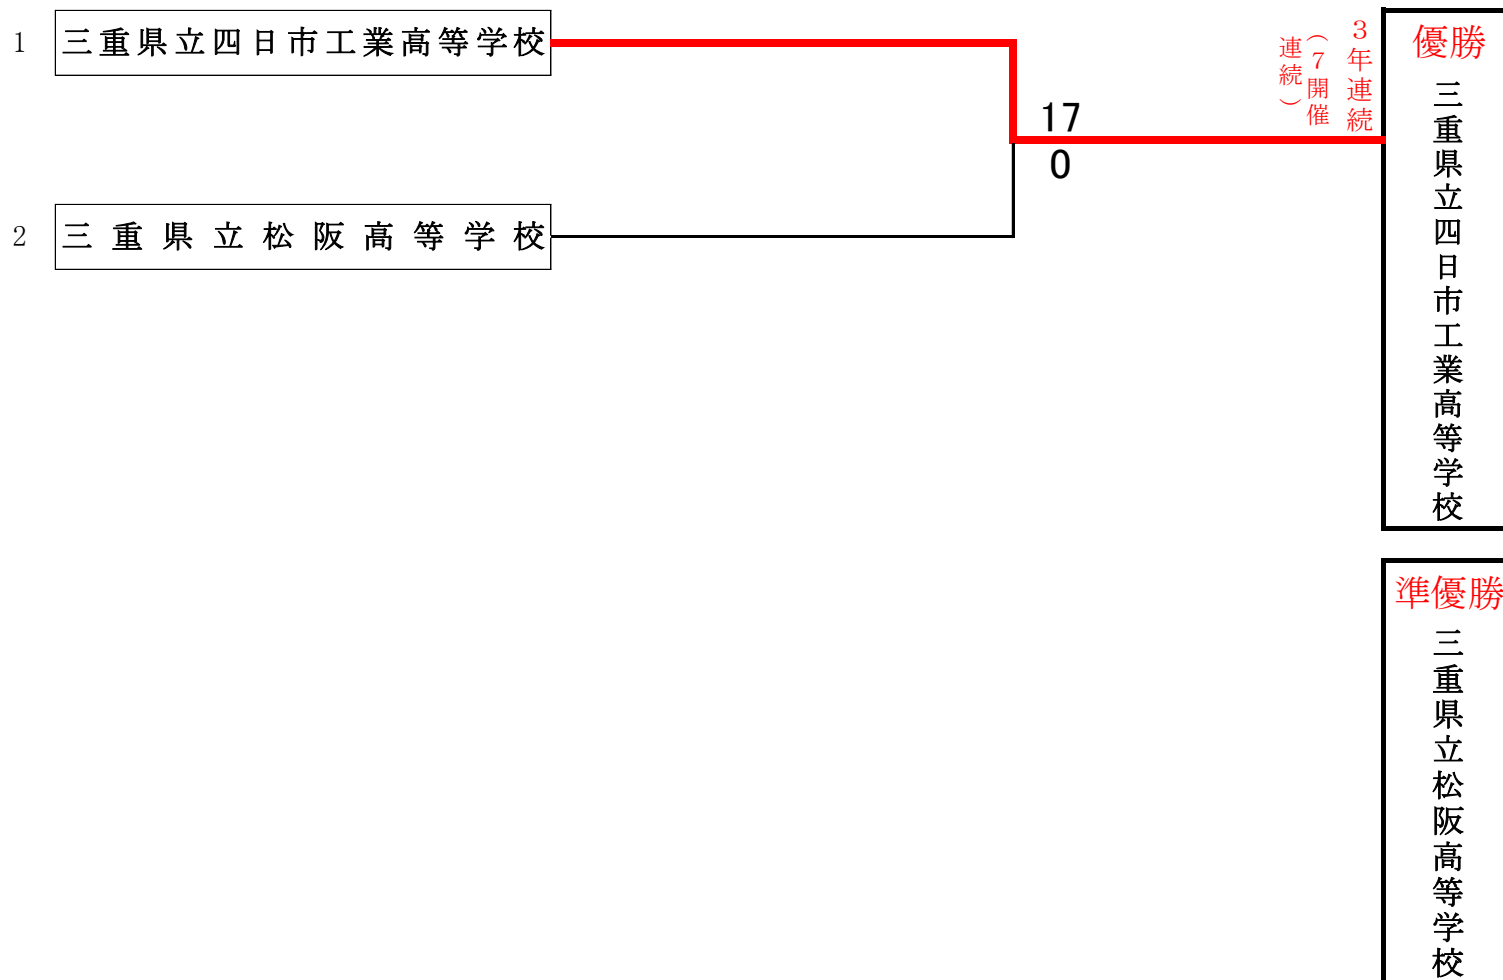 1
三重県立四日市工業高等学校
17
0
2
三重県立松阪高等学校
3年連続
(7開催
連続)
優勝
三重県立四日市工業高等学校
準優勝
三重県立松阪高等学校